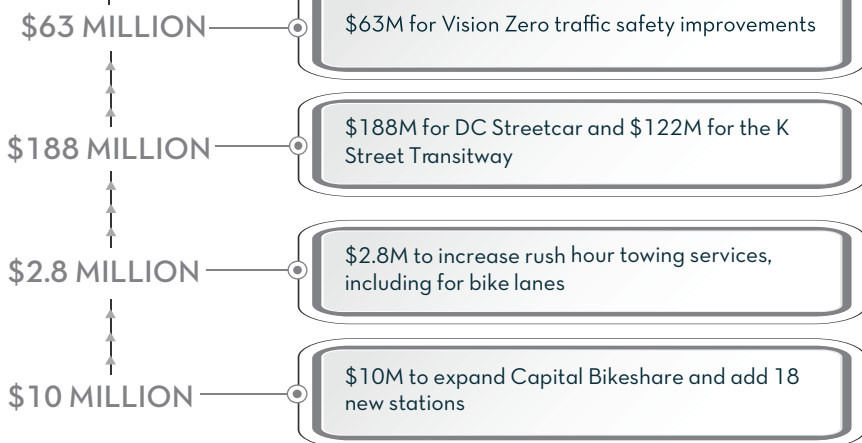 $63 MILLION
$63M for Vision Zero traffic safety improvements
$188 MILLION
$188M for DC Streetcar and $122M for the K
Street Transitway
$2.8 MILLION
$2.8M to increase rush hour towing services,
including for bike lanes
$10 MILLION
$10M to expand Capital Bikeshare and add 18
new stations